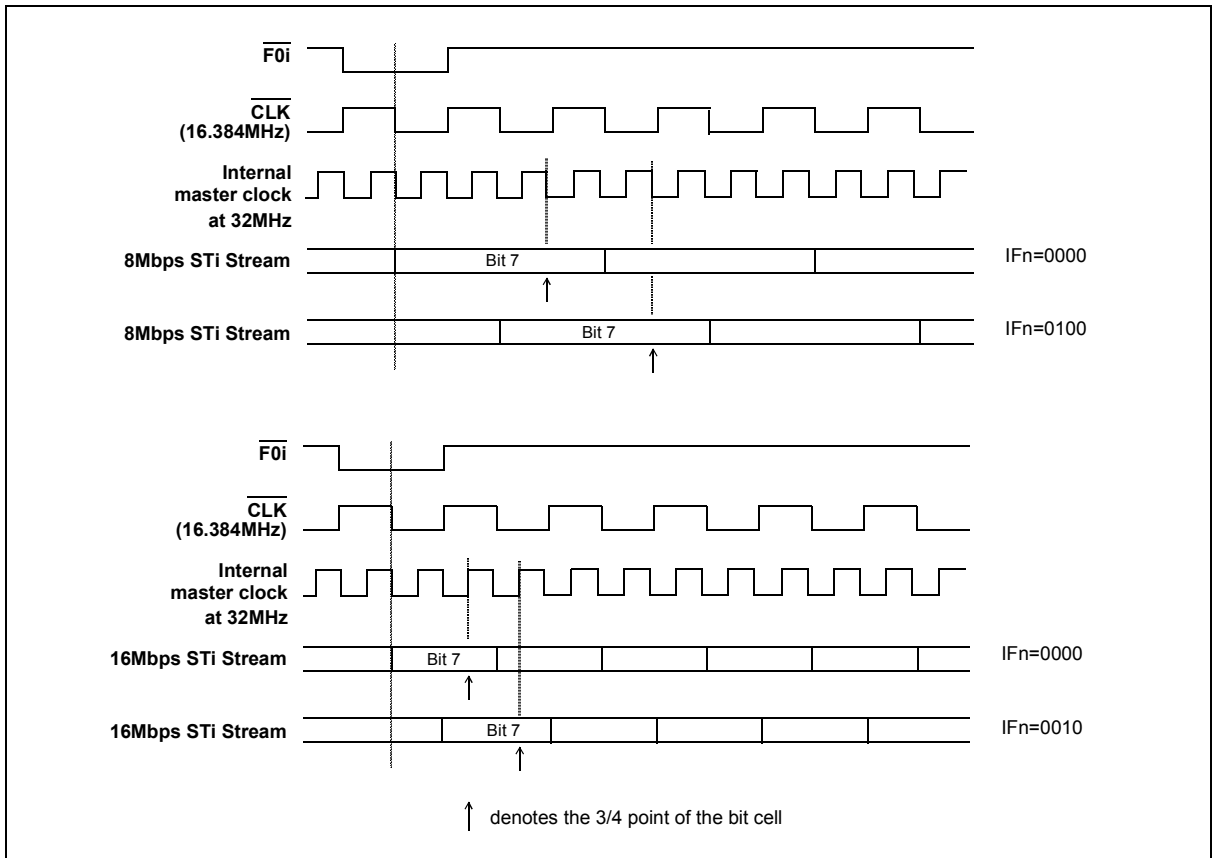 F0i
CLK
(16.384MHz)
Internal
master clock
at 32MHz
8Mbps STi Stream
Bit 7
IFn=0000
8Mbps STi Stream
Bit 7
IFn=0100
F0i
CLK
(16.384MHz)
Internal
master clock
at 32MHz
16Mbps STi Stream
Bit 7
IFn=0000
16Mbps STi Stream
Bit 7
IFn=0010
denotes the 3/4 point of the bit cell